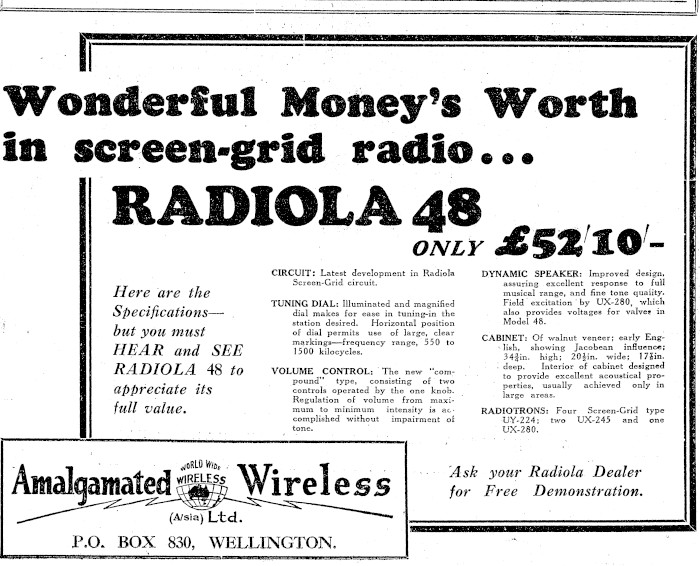 Wonderful Money's Worth
in screen-grid radio...
RADIOLA 48
ONLY £52/10/-
Here are the
Specifications—
but you must
HEAR and SEE
RADIOLA 48 to
appreciate its
full value.
CIRCUIT: Latest development in Radiola
Screen-Grid circuit.
TUNING DIAL: Illuminated and magnified
dial makes for ease in tuning-in the
station desired. Horizontal position
of dial permits use of large, clear
markings—frequency range, 550 to
1500 kilocycles.
VOLUME CONTROL: The new "com-
pound" type, consisting of two
controls operated by the one knob.
Regulation of volume from maxi-
mum to minimum intensity is ac-
complished without impairment of
tone.
DYNAMIC SPEAKER: Improved design,
assuring excellent response to full
musical range, and fine tone quality.
Field excitation by UX-280, which
also provides voltages for valves in
Model 48.
CABINET: Of walnut veneer; early Eng-
lish, showing Jacobean influence;
34¾in. high; 20½in. wide; 17⅞in.
deep. Interior of cabinet designed
to provide excellent acoustical pro-
perties, usually achieved only in
large areas.
RADIOTRONS: Four Screen-Grid type
UY-224; two UX-245 and one
UX-280.
Ask your Radiola Dealer
for Free Demonstration.
Amalgamated Wireless
WORLD WIDE
WIRELESS
(A/sia) Ltd.
P.O. BOX 830, WELLINGTON.